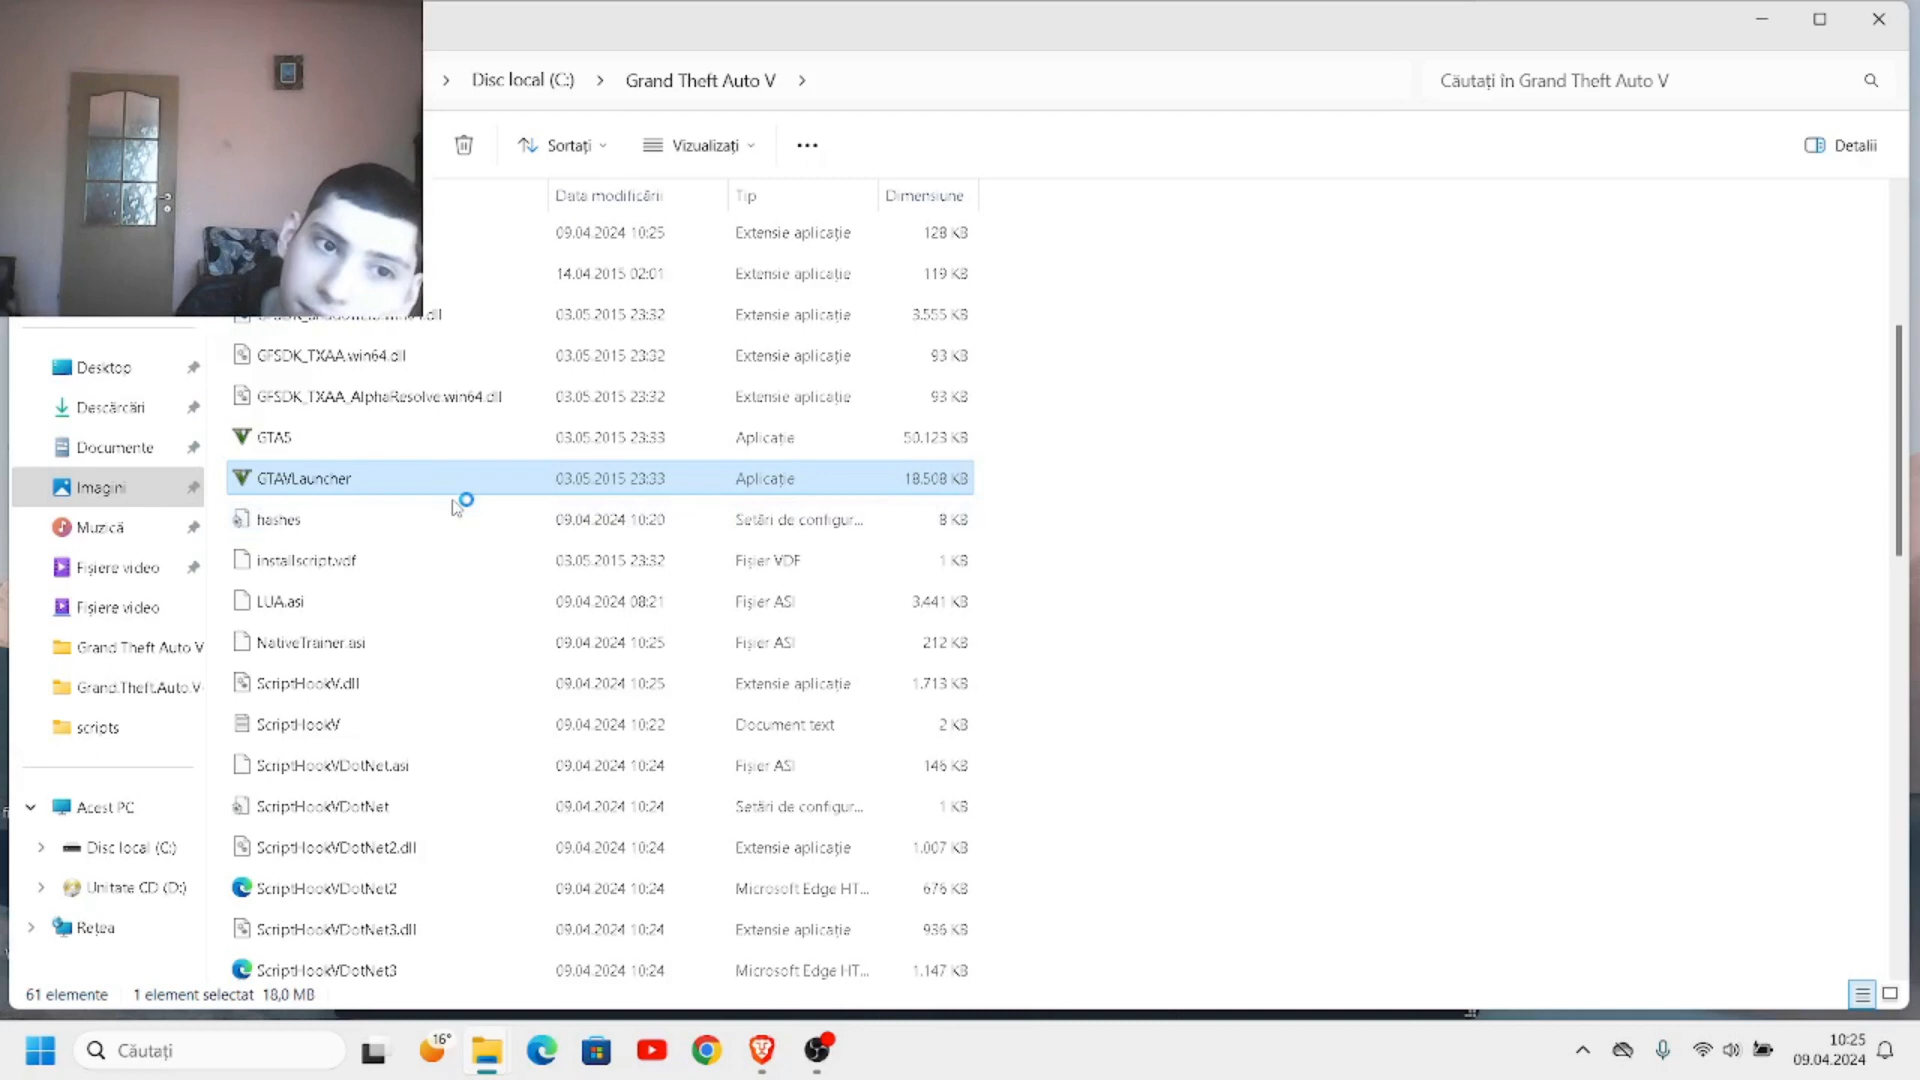 Disc local (C:) Grand Theft Auto V
Căutați în Grand Theft Auto V
Sortați Vizualizați ••• Detalii
Data modificării Tip Dimensiune
09.04.2024 10:25 Extensie aplicație 128 KB
14.04.2015 02:01 Extensie aplicație 119 KB
03.05.2015 23:32 Extensie aplicație 3.555 KB
GFSDK_TXAA.win64.dll 03.05.2015 23:32 Extensie aplicație 93 KB
GFSDK_TXAA_AlphaResolve.win64.dll 03.05.2015 23:32 Extensie aplicație 93 KB
GTA5 03.05.2015 23:33 Aplicație 50.123 KB
GTAVLauncher 03.05.2015 23:33 Aplicație 18.508 KB
hashes 09.04.2024 10:20 Setări de configur... 8 KB
installscript.vdf 03.05.2015 23:32 Fișier VDF 1 KB
LUA.asi 09.04.2024 08:21 Fișier ASI 3.441 KB
NativeTrainer.asi 09.04.2024 10:25 Fișier ASI 212 KB
ScriptHookV.dll 09.04.2024 10:25 Extensie aplicație 1.713 KB
ScriptHookV 09.04.2024 10:22 Document text 2 KB
ScriptHookVDotNet.asi 09.04.2024 10:24 Fișier ASI 146 KB
ScriptHookVDotNet 09.04.2024 10:24 Setări de configur... 1 KB
ScriptHookVDotNet2.dll 09.04.2024 10:24 Extensie aplicație 1.007 KB
ScriptHookVDotNet2 09.04.2024 10:24 Microsoft Edge HT... 676 KB
ScriptHookVDotNet3.dll 09.04.2024 10:24 Extensie aplicație 936 KB
ScriptHookVDotNet3 09.04.2024 10:24 Microsoft Edge HT... 1.147 KB
Desktop
Descărcări
Documente
Imagini
Muzică
Fișiere video
Fișiere video
Grand Theft Auto V
Grand.Theft.Auto.V
scripts
Acest PC
Disc local (C:)
Unitate CD (D:)
Rețea
61 elemente 1 element selectat 18,0 MB
Căutați 16° 10:25
09.04.2024